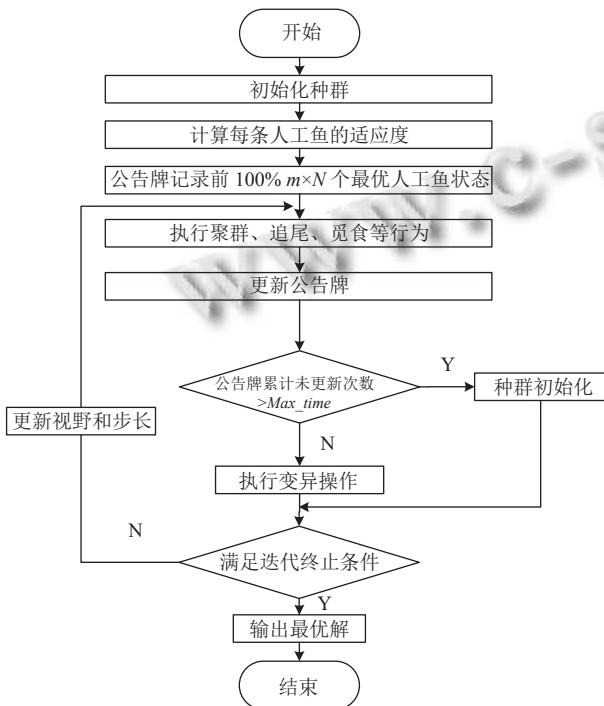 开始
初始化种群
计算每条人工鱼的适应度
公告牌记录前 100% m×N 个最优人工鱼状态
执行聚群、追尾、觅食等行为
更新公告牌
公告牌累计未更新次数
>Max_time
Y
种群初始化
更新视野和步长
N
执行变异操作
N
满足迭代终止条件
Y
输出最优解
结束
www.c-s